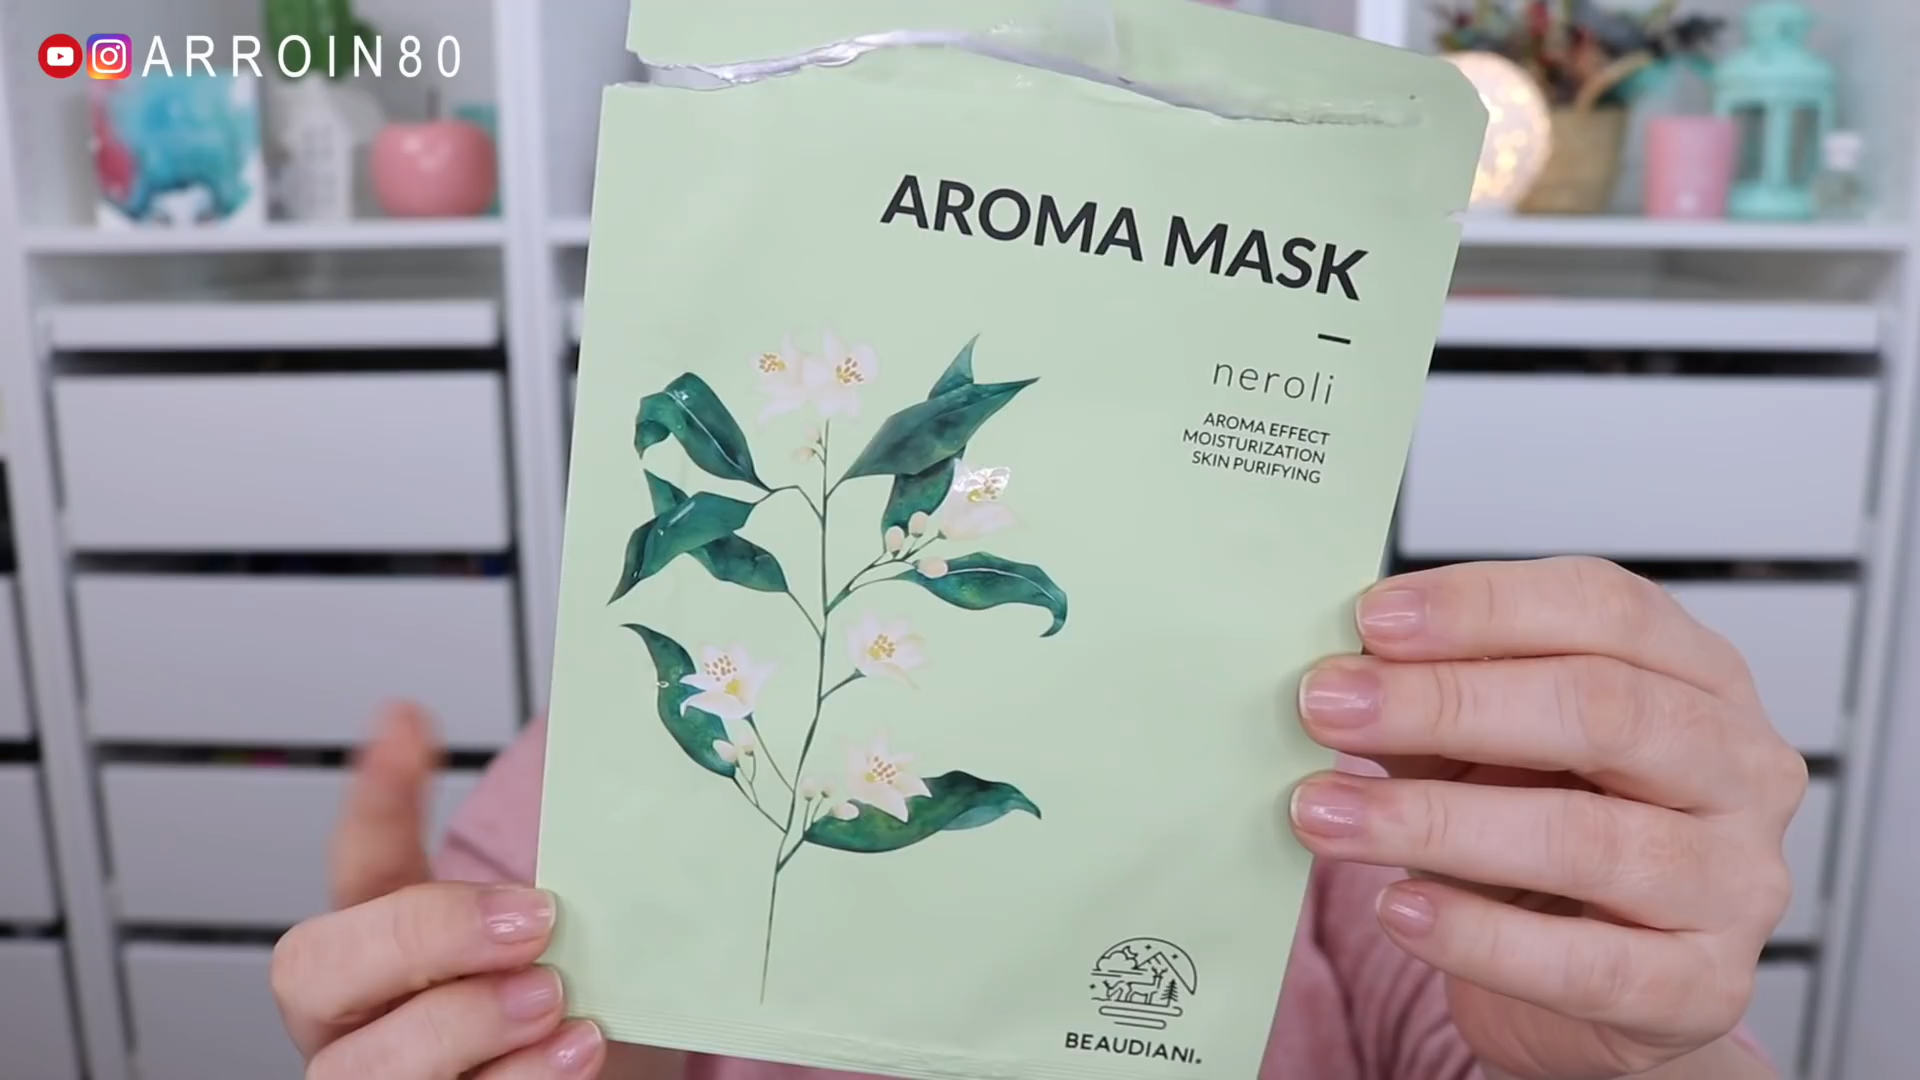 ARROIN80
AROMA MASK
neroli
AROMA EFFECT
MOISTURIZATION
SKIN PURIFYING
BEAUDIANI.